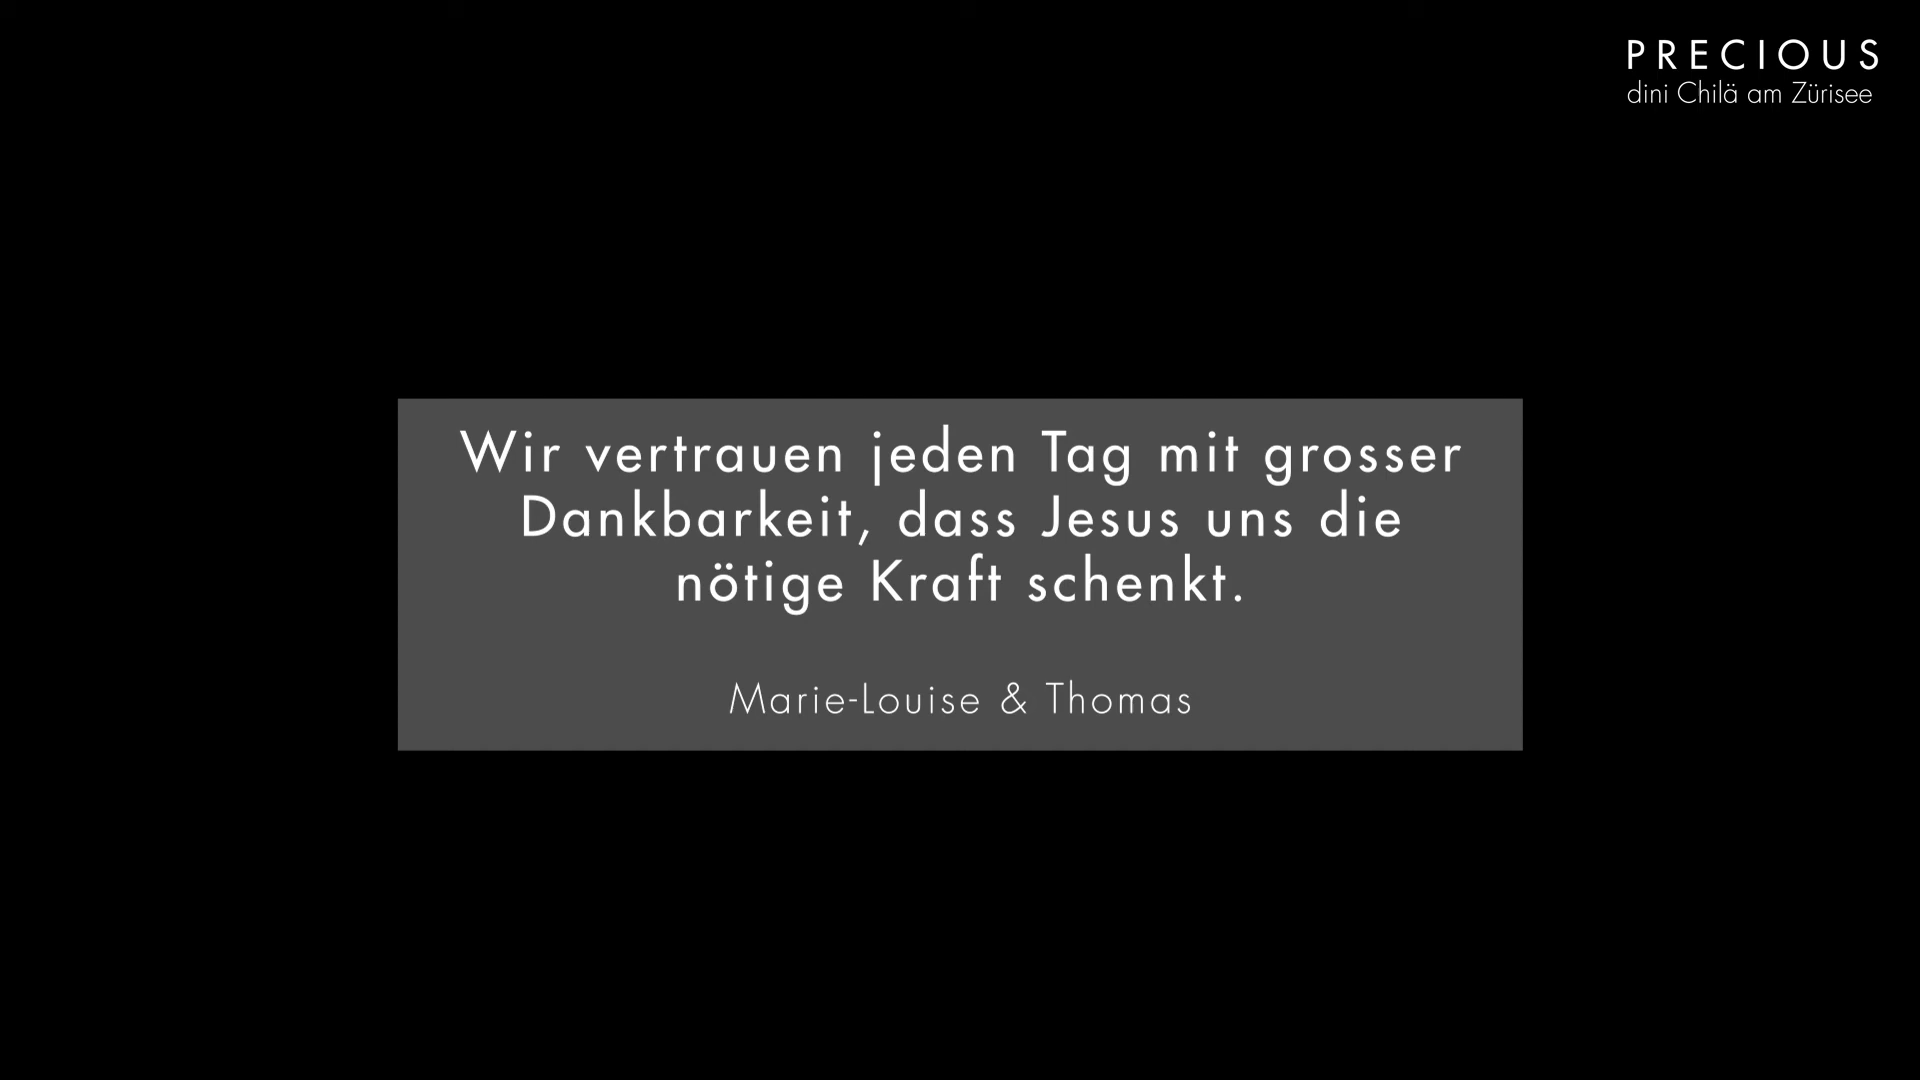 PRECIOUS
dini Chilä am Zürisee
Wir vertrauen jeden Tag mit grosser
Dankbarkeit, dass Jesus uns die
nötige Kraft schenkt.
Marie-Louise & Thomas